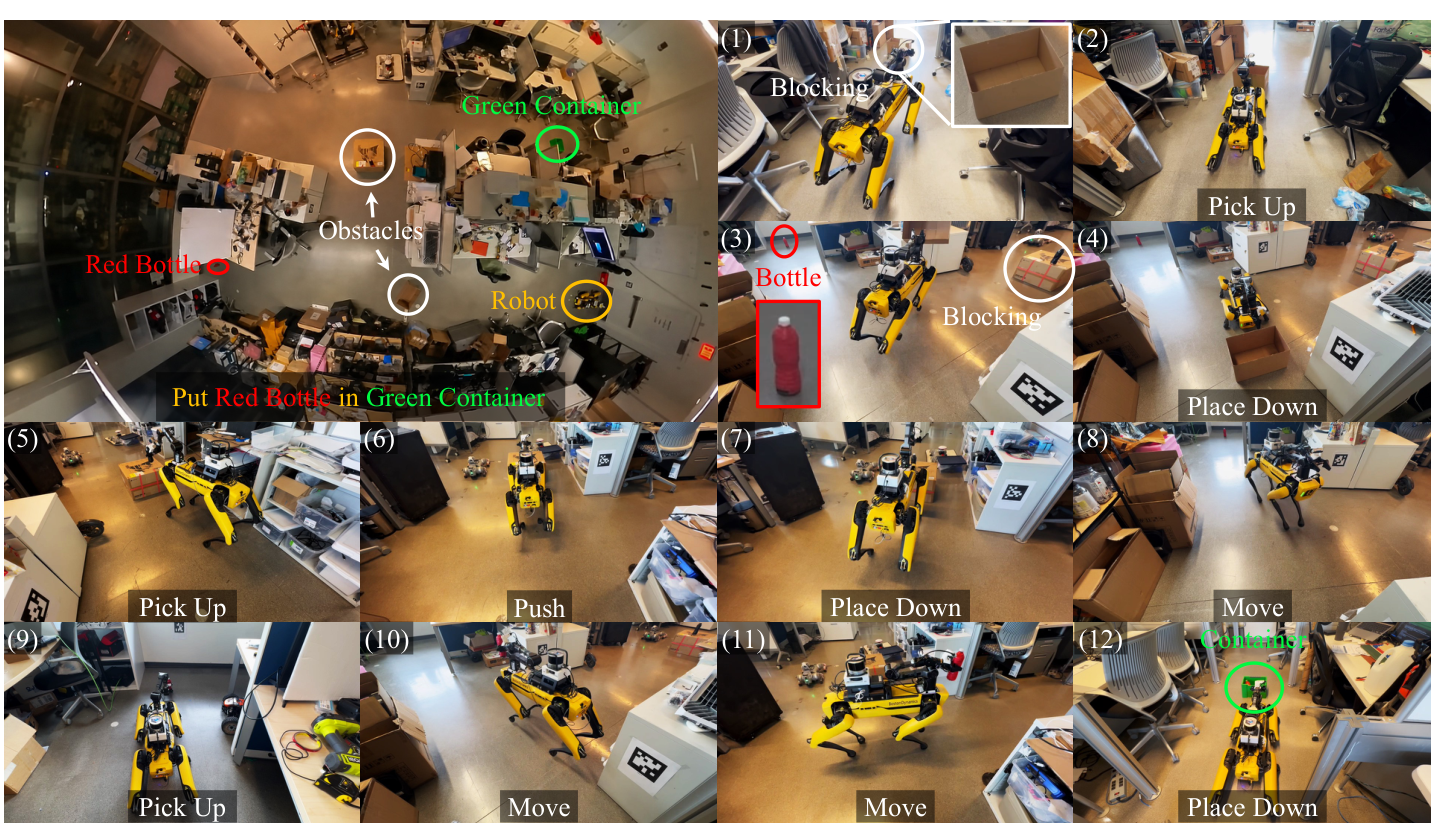 Green Container
Obstacles
Red Bottle
Robot
Put Red Bottle in Green Container
(1)
Blocking
(2)
Pick Up
(3)
Bottle
Blocking
(4)
Place Down
(5)
Pick Up
(6)
Push
(7)
Place Down
(8)
Move
(9)
Pick Up
(10)
Move
(11)
Move
(12)
Container
Place Down